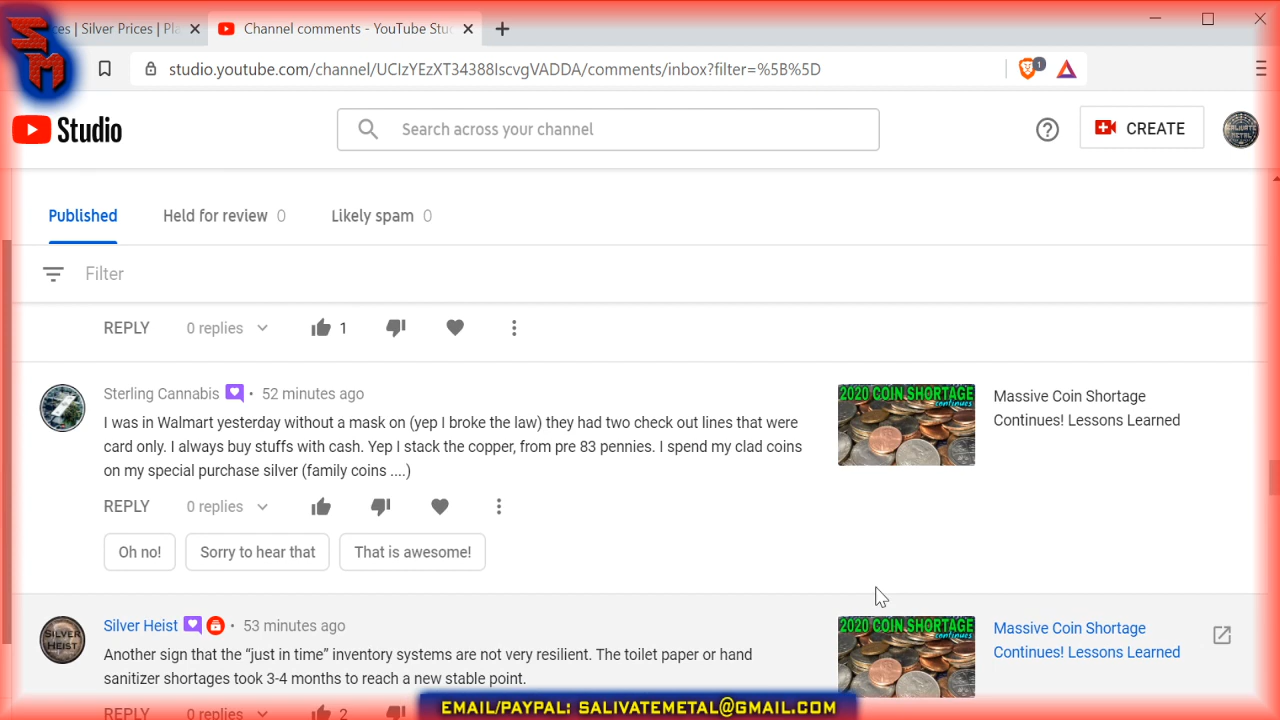 SM
es | Silver Prices | Pla
Channel comments - YouTube Stu
studio.youtube.com/channel/UCIzYEzXT34388IscvgVADDA/comments/inbox?filter=%5B%5D
1
Studio
Search across your channel
CREATE
Published
Held for review 0
Likely spam 0
Filter
REPLY
0 replies
1
Sterling Cannabis • 52 minutes ago
I was in Walmart yesterday without a mask on (yep I broke the law) they had two check out lines that were
card only. I always buy stuffs with cash. Yep I stack the copper, from pre 83 pennies. I spend my clad coins
on my special purchase silver (family coins ....)
2020 COIN SHORTAGE
continues
Massive Coin Shortage
Continues! Lessons Learned
REPLY
0 replies
Oh no!
Sorry to hear that
That is awesome!
SILVER
HEIST
Silver Heist • 53 minutes ago
Another sign that the “just in time” inventory systems are not very resilient. The toilet paper or hand
sanitizer shortages took 3-4 months to reach a new stable point.
2020 COIN SHORTAGE
continues
Massive Coin Shortage
Continues! Lessons Learned
REPLY
0 replies
2
EMAIL/PAYPAL: SALIVATEMETAL@GMAIL.COM